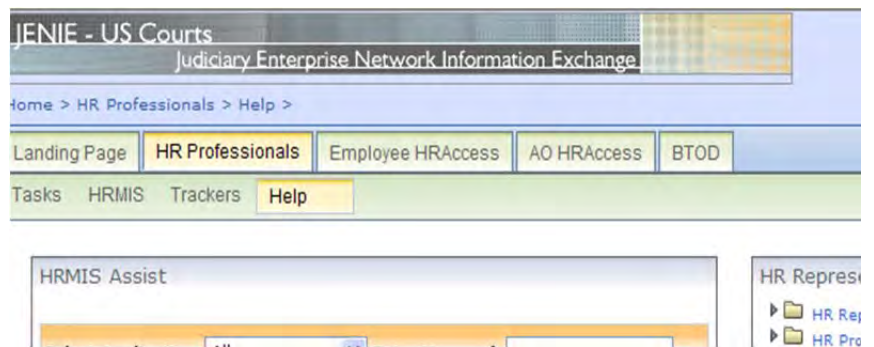 JENIE - US Courts
Judiciary Enterprise Network Information Exchange
Home > HR Professionals > Help >
Landing Page HR Professionals Employee HRAccess AO HRAccess BTOD
Tasks HRMIS Trackers Help
HRMIS Assist
HR Represe
HR Rep
HR Pro